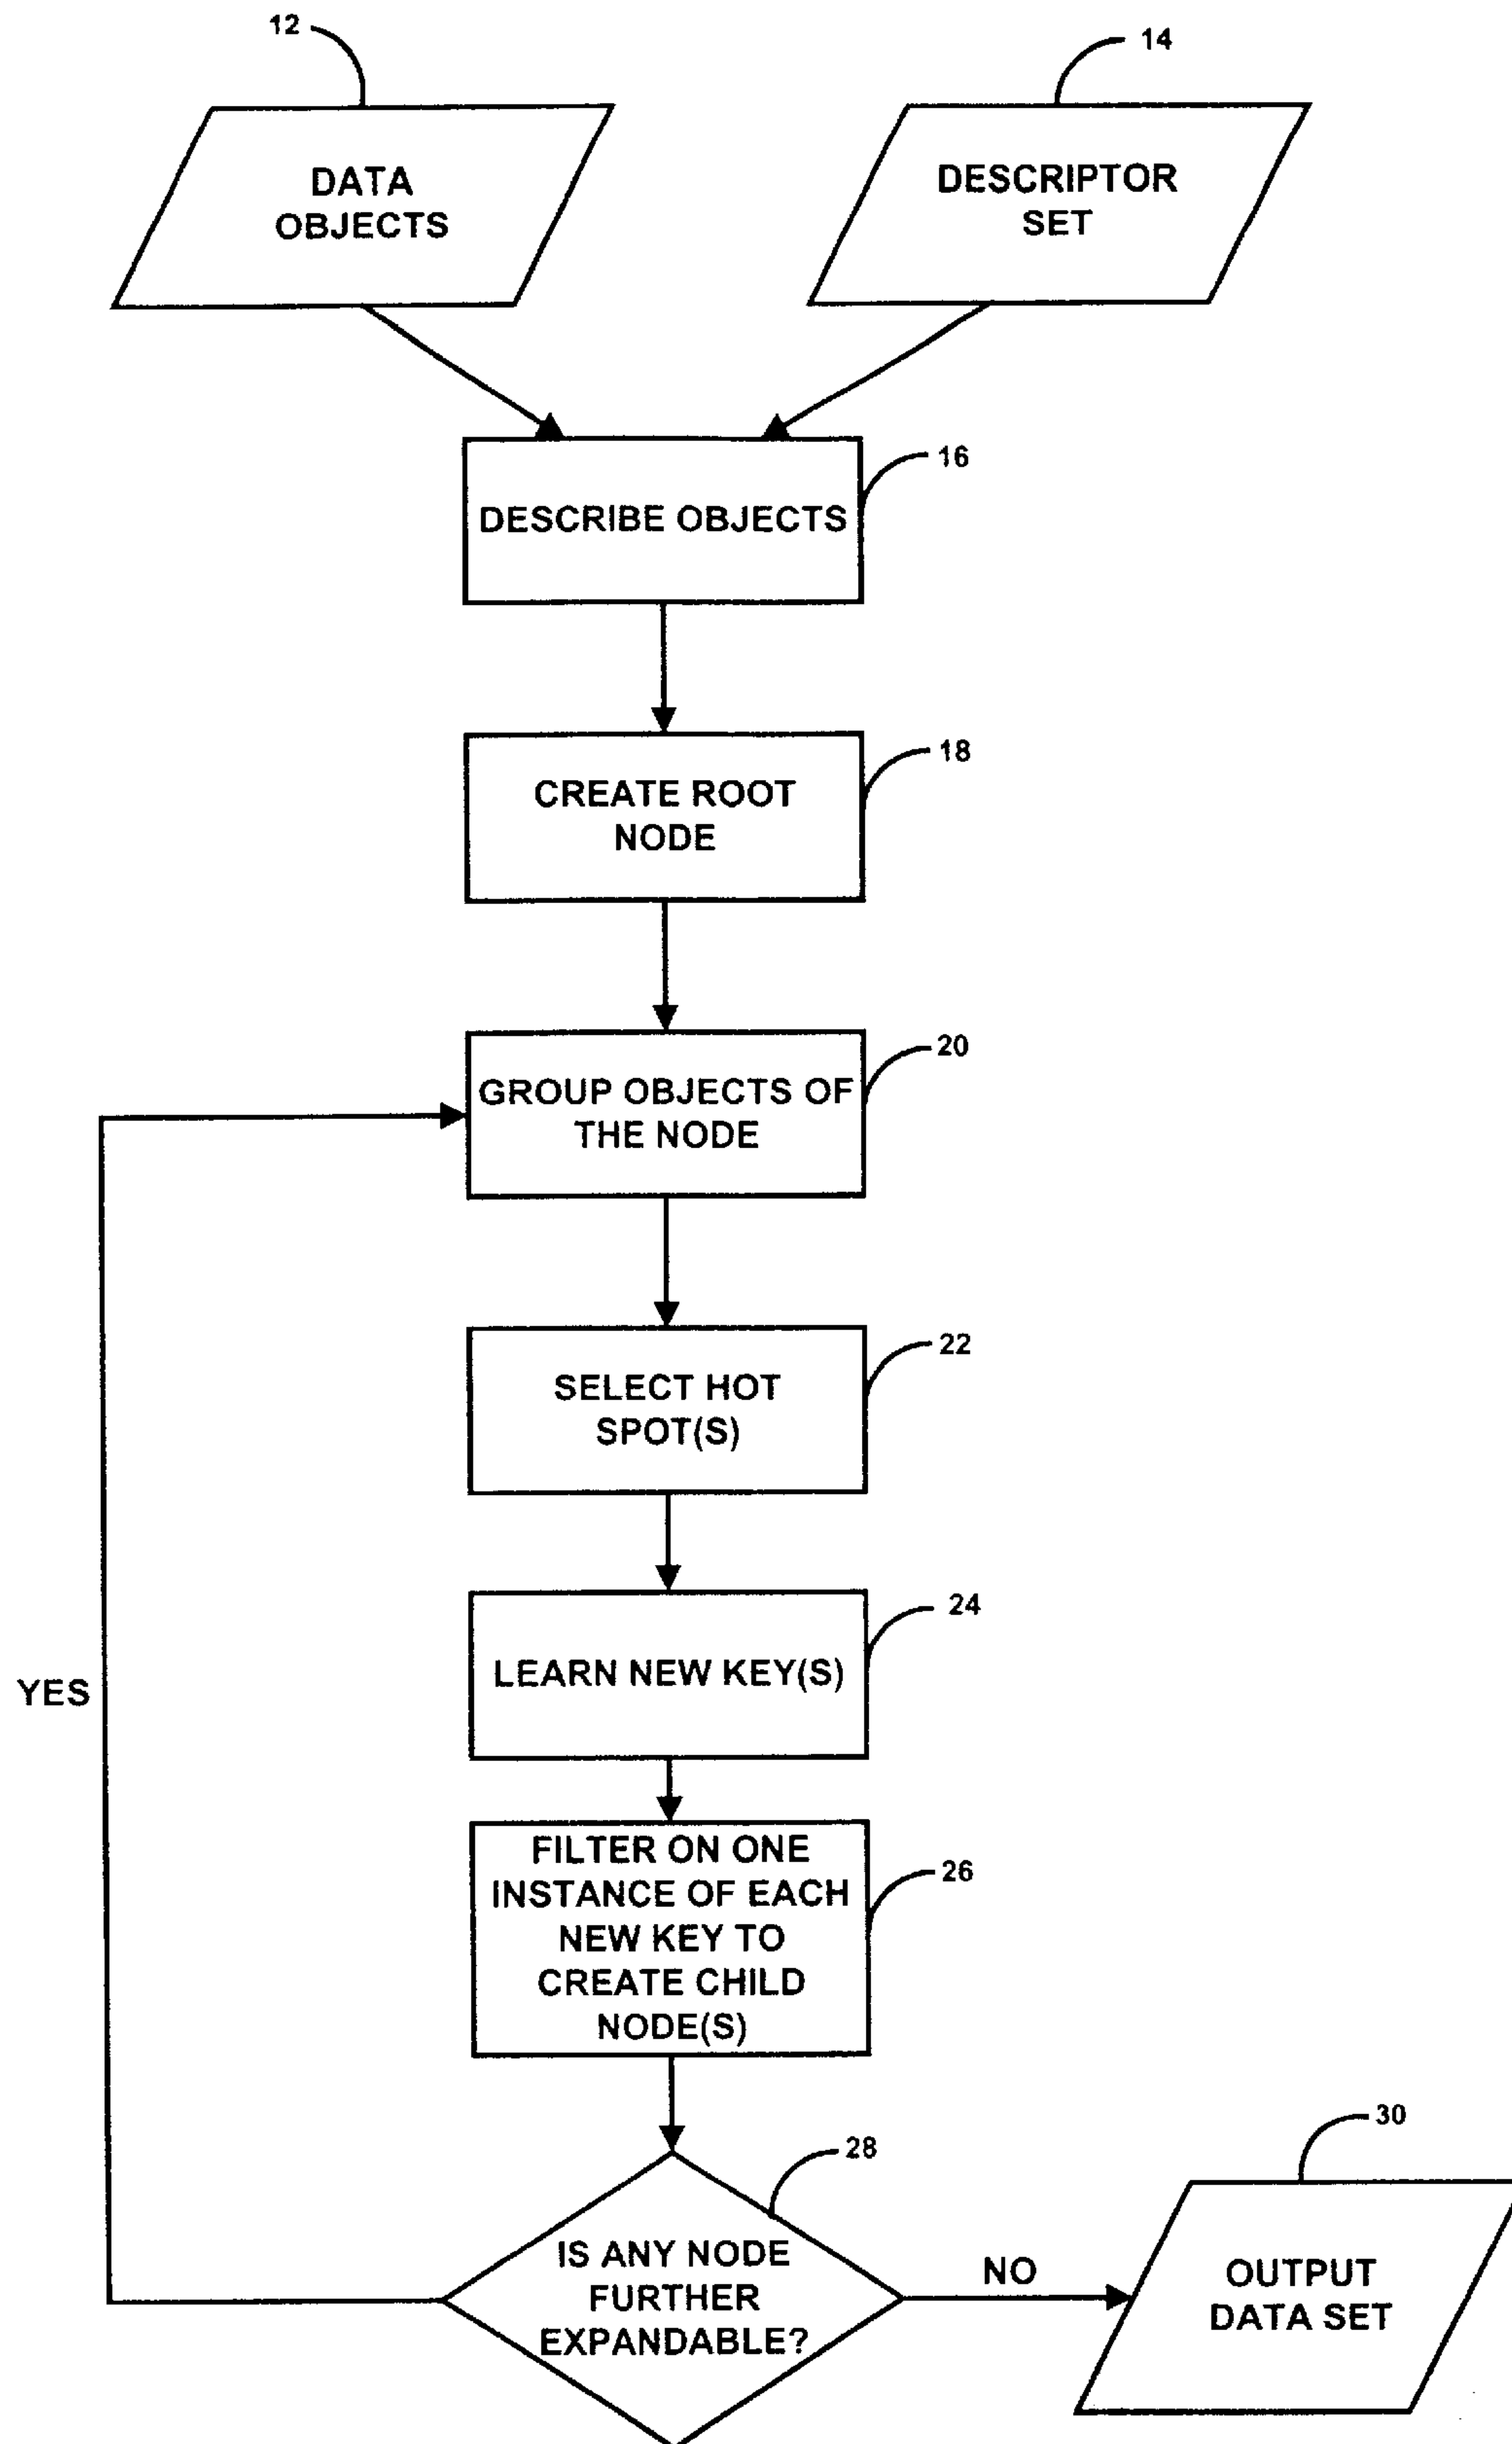 12
14
DATA
OBJECTS
DESCRIPTOR
SET
16
DESCRIBE OBJECTS
18
CREATE ROOT
NODE
20
GROUP OBJECTS OF
THE NODE
22
SELECT HOT
SPOT(S)
24
LEARN NEW KEY(S)
YES
26
FILTER ON ONE
INSTANCE OF EACH
NEW KEY TO
CREATE CHILD
NODE(S)
28
IS ANY NODE
FURTHER
EXPANDABLE?
NO
30
OUTPUT
DATA SET